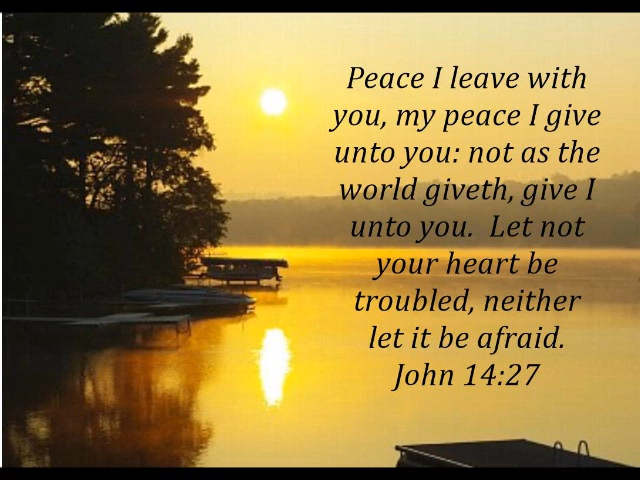 Peace I leave with
you, my peace I give
unto you: not as the
world giveth, give I
unto you.  Let not
your heart be
troubled, neither
let it be afraid.
John 14:27